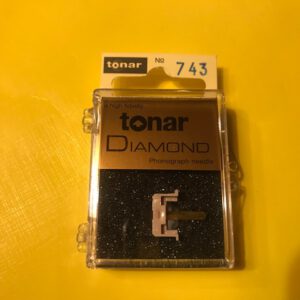 tonar No 743
a high fidelity
tonar
DIAMOND
Phonograph needle